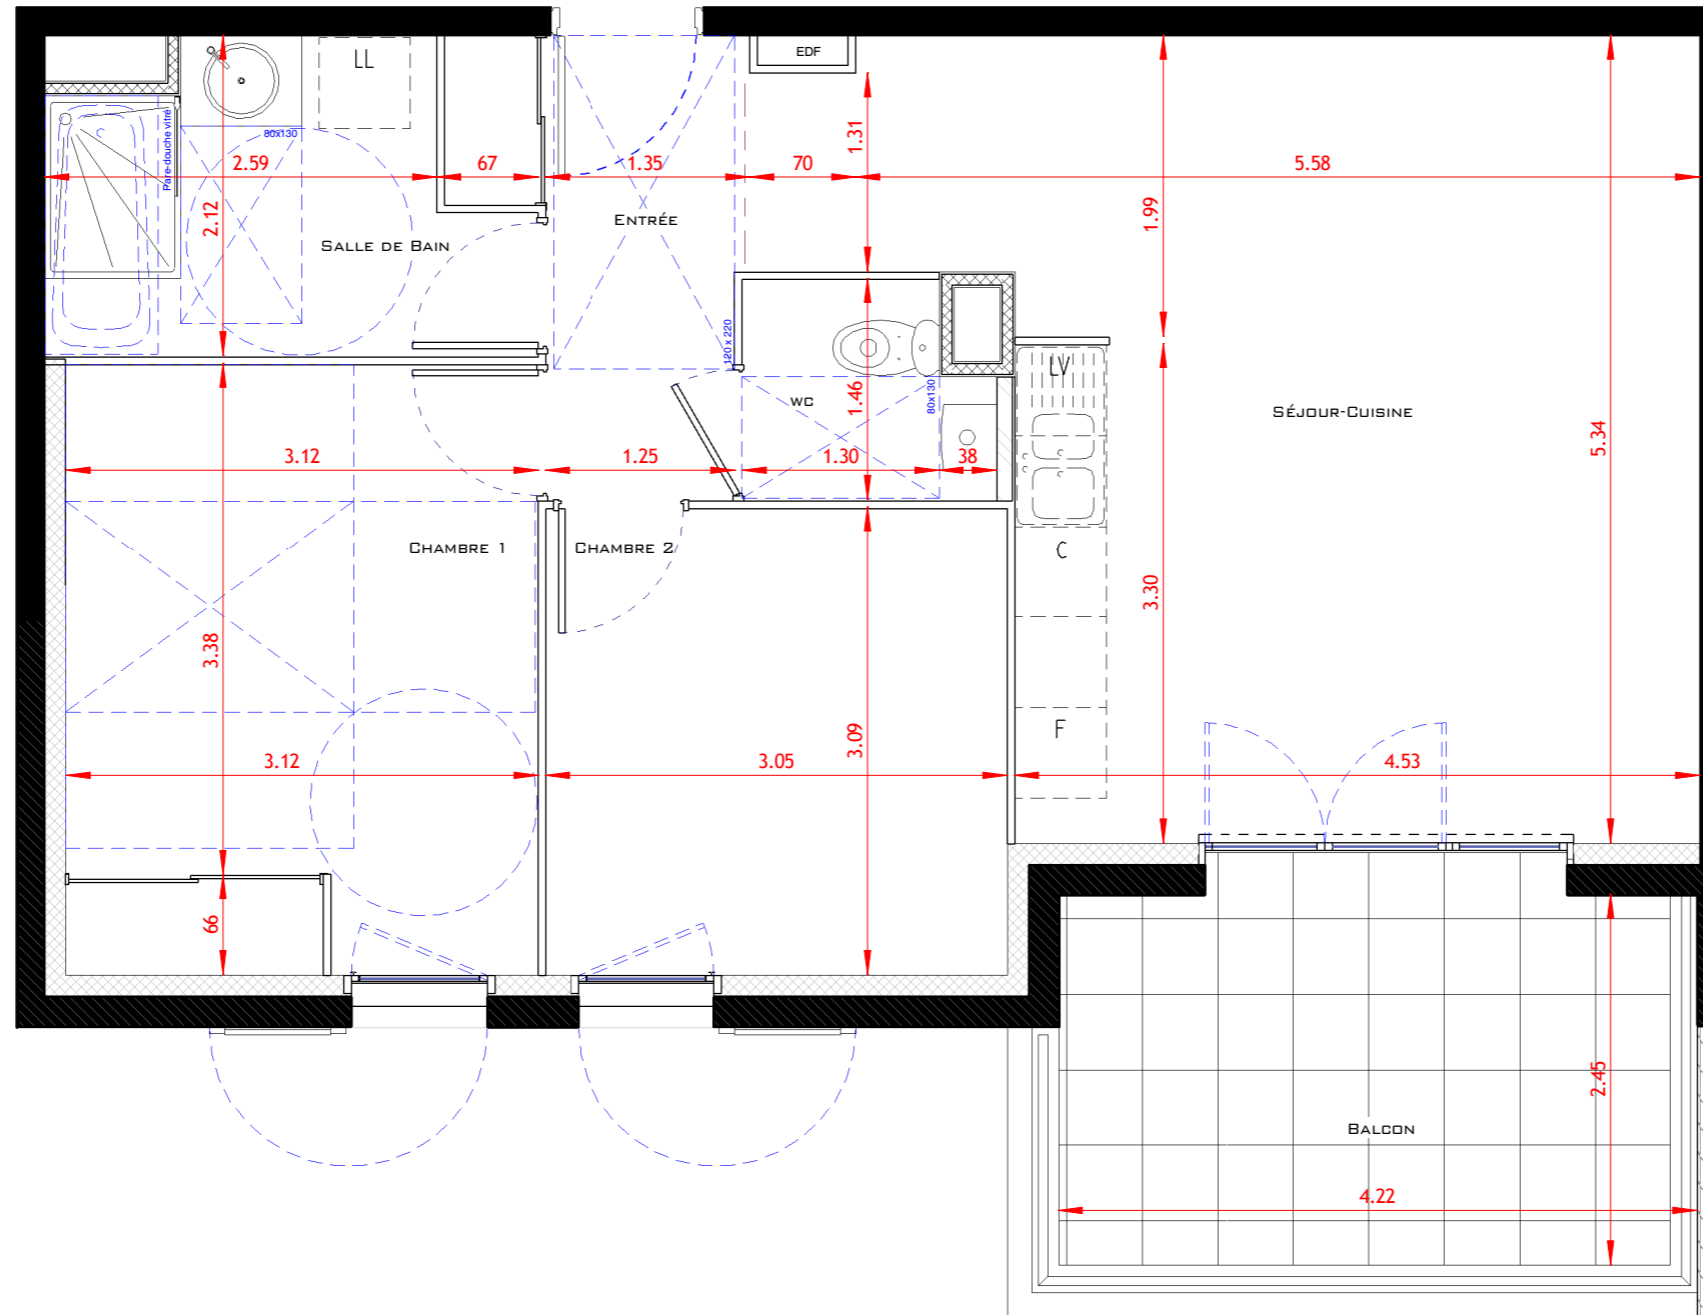 EDF
LL
Pare-douche vitré
80x130
2.59
67
1.35
70
1.31
5.58
2.12
1.99
ENTRÉE
SALLE DE BAIN
120 x 220
LV
WC
80x130
1.46
SÉJOUR-CUISINE
5.34
3.12
1.25
1.30
38
CHAMBRE 1
CHAMBRE 2
C
3.30
3.38
3.09
F
3.12
3.05
4.53
66
2.45
BALCON
4.22